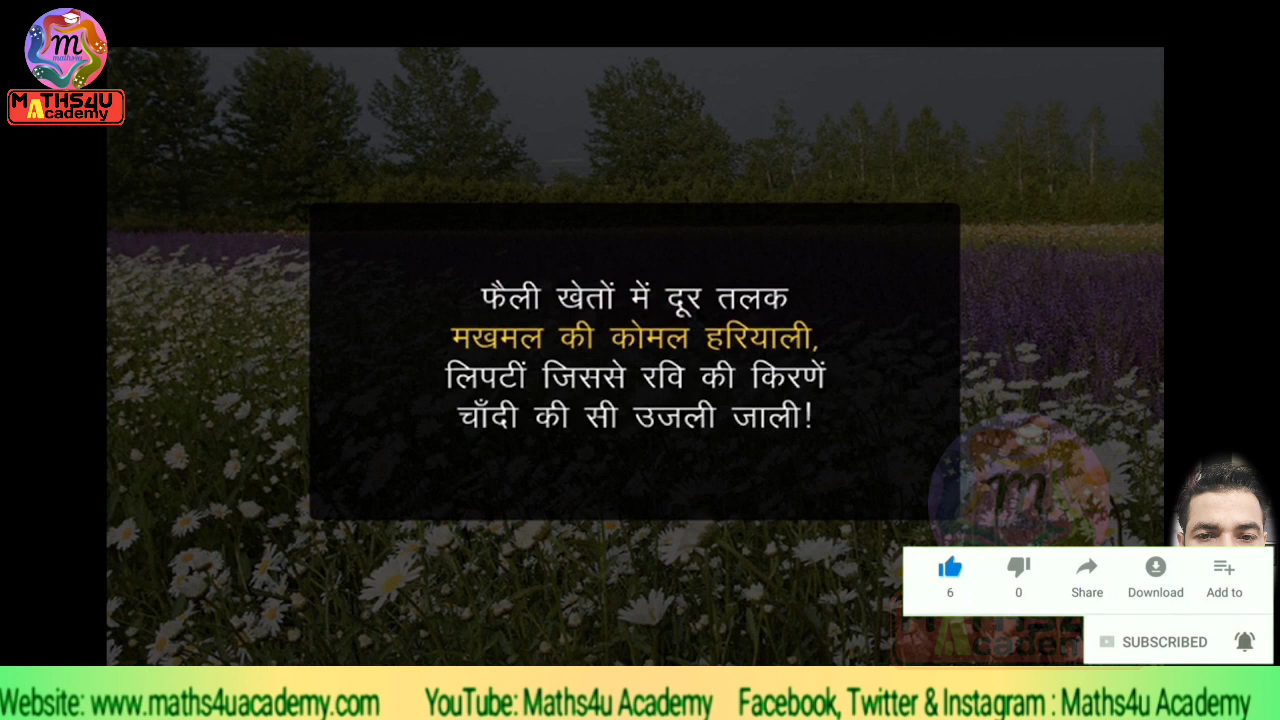 m
maths4u
MATHS4U
Academy
फैली खेतों में दूर तलक
मखमल की कोमल हरियाली,
लिपटीं जिससे रवि की किरणें
चाँदी की सी उजली जाली!
6
0
Share
Download
Add to
SUBSCRIBED
Website: www.maths4uacademy.com
YouTube: Maths4u Academy
Facebook, Twitter & Instagram : Maths4u Academy